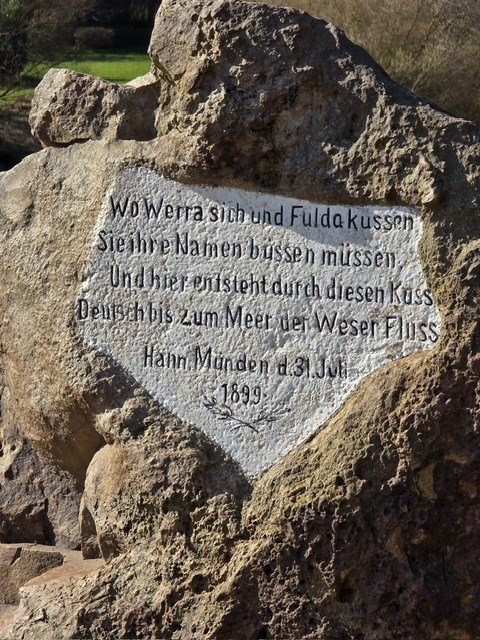 Wo Werra sich und Fulda küssen
Sie ihre Namen büssen müssen,
Und hier entsteht durch diesen Kuss
Deutsch bis zum Meer der Weser Fluss
Hann. Münden d. 31. Juli
1899.